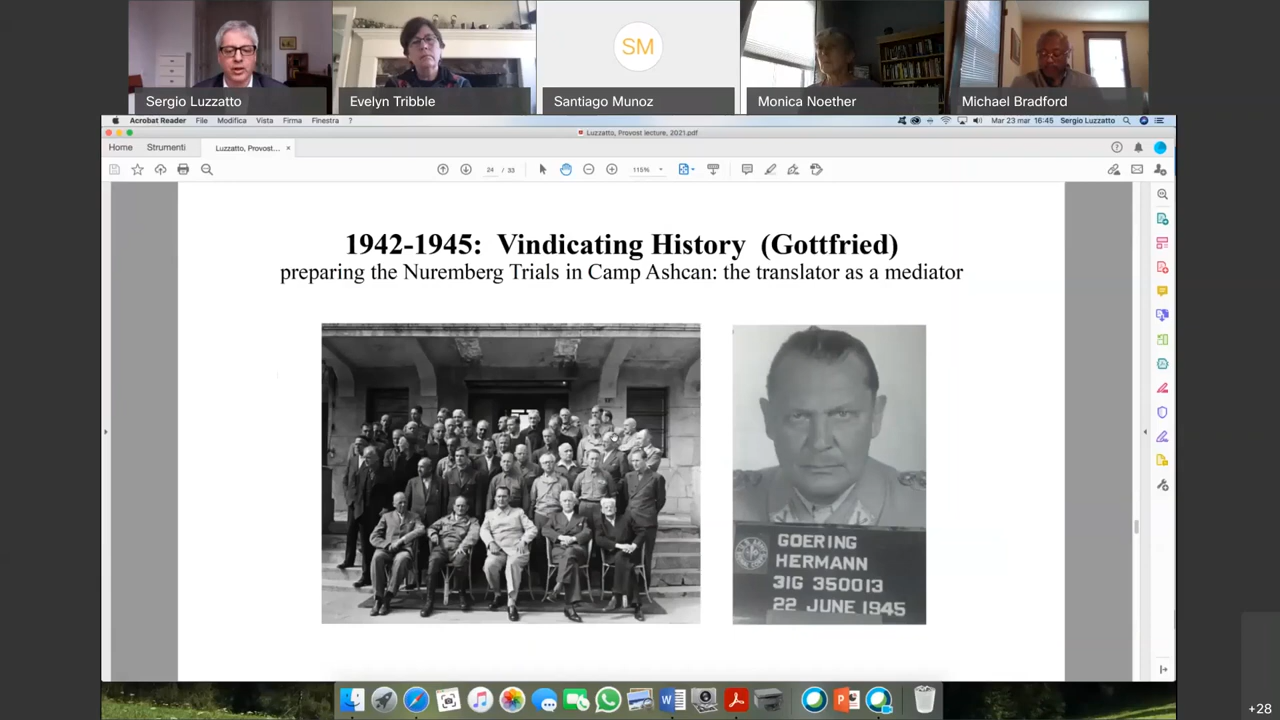 SM
Sergio Luzzatto
Evelyn Tribble
Santiago Munoz
Monica Noether
Michael Bradford
Acrobat Reader File Modifica Vista Firma Finestra ? Mar 23 mar 16:45 Sergio Luzzatto
Luzzatto, Provost lecture, 2021.pdf
Home Strumenti Luzzatto, Provost... ×
24 / 33 115%
1942-1945: Vindicating History (Gottfried)
preparing the Nuremberg Trials in Camp Ashcan: the translator as a mediator
GOERING
HERMANN
31G 350013
22 JUNE 1945
+28